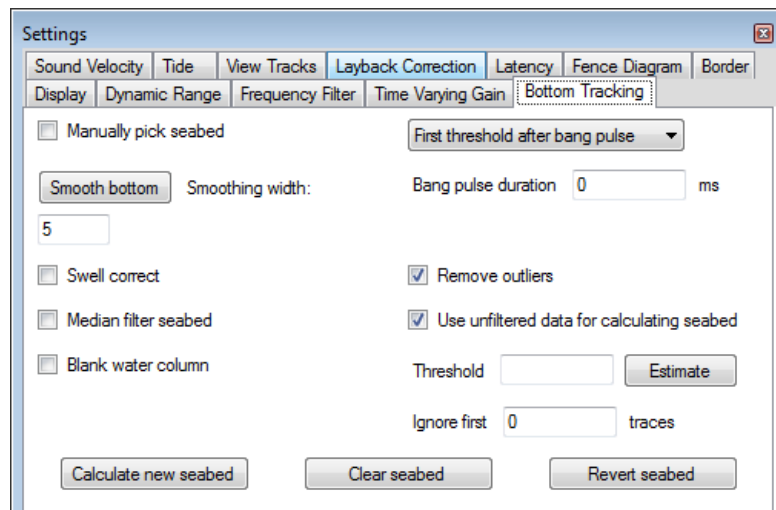 Settings
Sound Velocity Tide View Tracks Layback Correction Latency Fence Diagram Border
Display Dynamic Range Frequency Filter Time Varying Gain Bottom Tracking
Manually pick seabed First threshold after bang pulse
Smooth bottom Smoothing width: Bang pulse duration 0 ms
5
Swell correct Remove outliers
Median filter seabed Use unfiltered data for calculating seabed
Blank water column Threshold Estimate
Ignore first 0 traces
Calculate new seabed Clear seabed Revert seabed